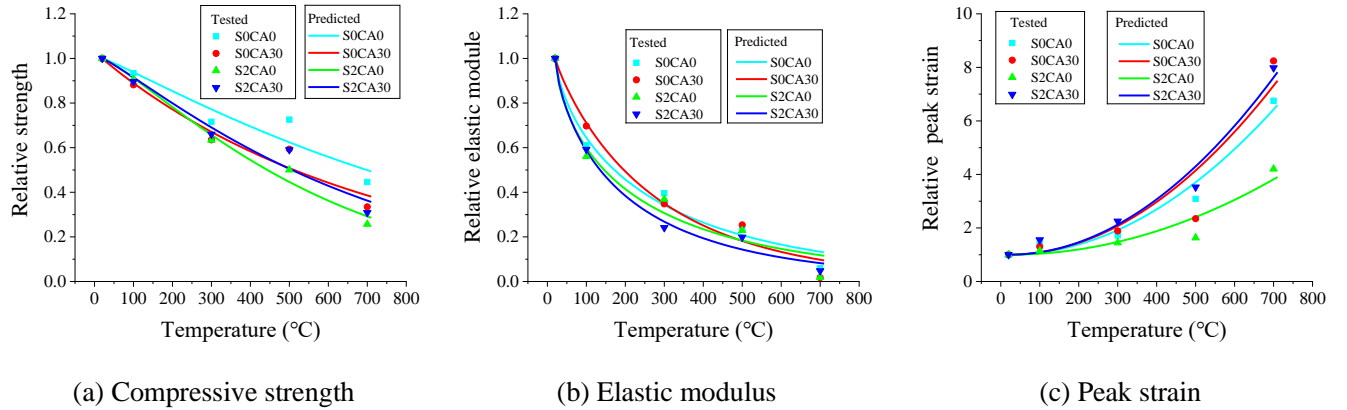 Tested
S0CA0
S0CA30
S2CA0
S2CA30
Predicted
S0CA0
S0CA30
S2CA0
S2CA30
Relative strength
1.2
1.0
0.8
0.6
0.4
0.2
0.0
0 100 200 300 400 500 600 700 800
Temperature (℃)
(a) Compressive strength
Tested
S0CA0
S0CA30
S2CA0
S2CA30
Predicted
S0CA0
S0CA30
S2CA0
S2CA30
Relative elastic module
1.2
1.0
0.8
0.6
0.4
0.2
0.0
0 100 200 300 400 500 600 700 800
Temperature (℃)
(b) Elastic modulus
Tested
S0CA0
S0CA30
S2CA0
S2CA30
Predicted
S0CA0
S0CA30
S2CA0
S2CA30
Relative peak strain
10
8
6
4
2
0
0 100 200 300 400 500 600 700 800
Temperature (℃)
(c) Peak strain